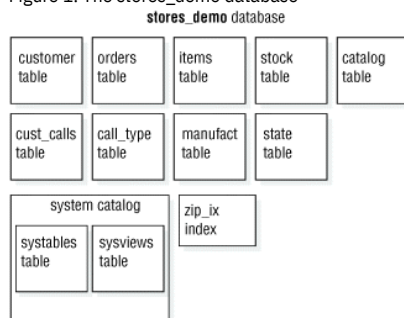 Figure 1. The stores_demo database
stores_demo database
customer table
orders table
items table
stock table
catalog table
cust_calls table
call_type table
manufact table
state table
system catalog
systables table
sysviews table
zip_ix index